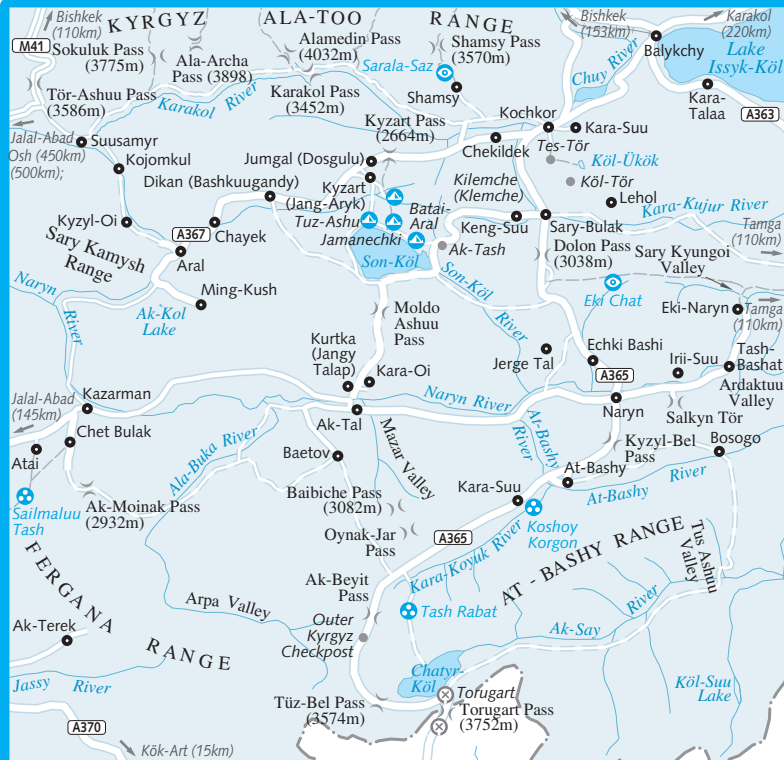 Bishkek
(110km)
KYRGYZ
ALA-TOO
RANGE
Bishkek
(153km)
Karakol
(220km)
M41
Sokuluk Pass
(3775m)
Ala-Archa
Pass (3898)
Alamedin Pass
(4032m)
Shamsy Pass
(3570m)
Balykchy
Lake
Issyk-Köl
Sarala-Saz
Chuy River
Tör-Ashuu Pass
(3586m)
Karakol River
Karakol Pass
(3452m)
Shamsy
Kara-
Talaa
A363
Jalal-Abad
Osh (450km)
(500km);
Suusamyr
Kyzart Pass
(2664m)
Kochkor
Kara-Suu
Chekildek
Tes-Tör
Köl-Ükök
Kojomkul
Jumgal (Dosgulu)
Dikan (Bashkuugandy)
Kyzart
(Jang-Aryk)
Kilemche
(Klemche)
Köl-Tör
Lehol
Kara-Kujur River
Tuz-Ashu
Batai-
Aral
Jamanechki
Keng-Suu
Sary-Bulak
Tamga
(110km)
Kyzyl-Oi
A367
Chayek
Ak-Tash
Dolon Pass
(3038m)
Sary Kyungoi
Valley
Sary Kamysh
Range
Aral
Son-Köl
Son-Köl
River
Eki Chat
Naryn
River
Ming-Kush
Ak-Kol
Lake
Moldo
Ashuu
Pass
Eki-Naryn
Tamga
(110km)
Kurtka
(Jangy
Talap)
Kara-Oi
Jerge Tal
Echki Bashi
A365
Irii-Suu
Tash-
Bashat
Ardaktuu
Valley
Jalal-Abad
(145km)
Kazarman
Naryn River
Naryn
Salkyn Tör
Ak-Tal
Chet Bulak
Ala-Buka River
Mazar Valley
At-Bashy
River
Kyzyl-Bel
Pass
Bosogo
Atai
Baetov
At-Bashy
At-Bashy
River
Sailmaluu
Tash
Ak-Moinak Pass
(2932m)
Baibiche Pass
(3082m)
Kara-Suu
Koshoy
Korgon
Oynak-Jar
Pass
A365
Kara-Koyuk River
AT-BASHY RANGE
Tus Ashuu
Valley
FERGANA
RANGE
Ak-Beyit
Pass
Arpa Valley
Tash Rabat
Ak-Terek
Outer
Kyrgyz
Checkpost
Ak-Say
River
Jassy River
Chatyr-
Köl
Köl-Suu
Lake
Tüz-Bel Pass
(3574m)
Torugart
Torugart Pass
(3752m)
A370
Kök-Art (15km)